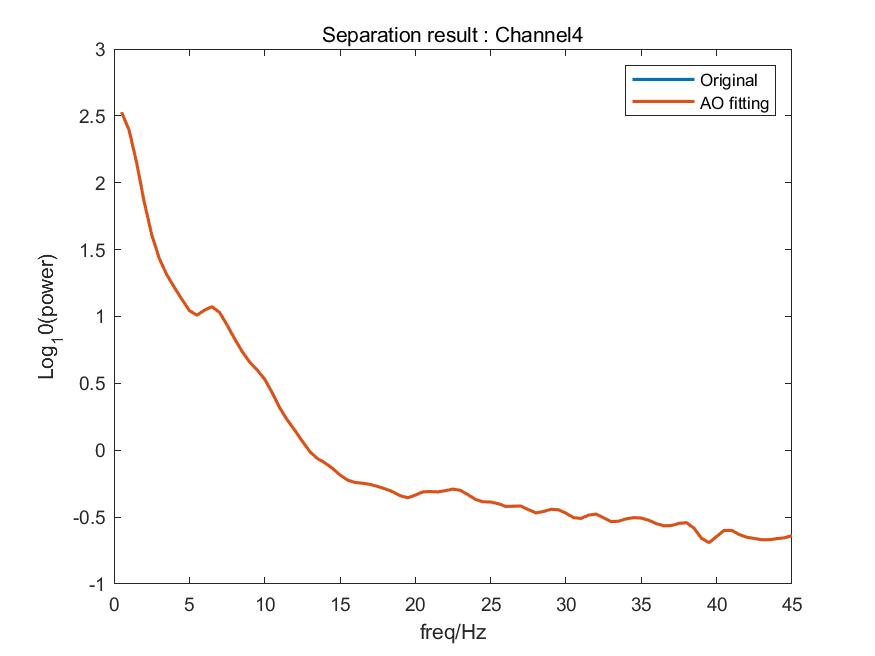 Separation result : Channel4
3
2.5
2
1.5
1
0.5
0
-0.5
-1
Log₁0(power)
Original
AO fitting
0 5 10 15 20 25 30 35 40 45
freq/Hz